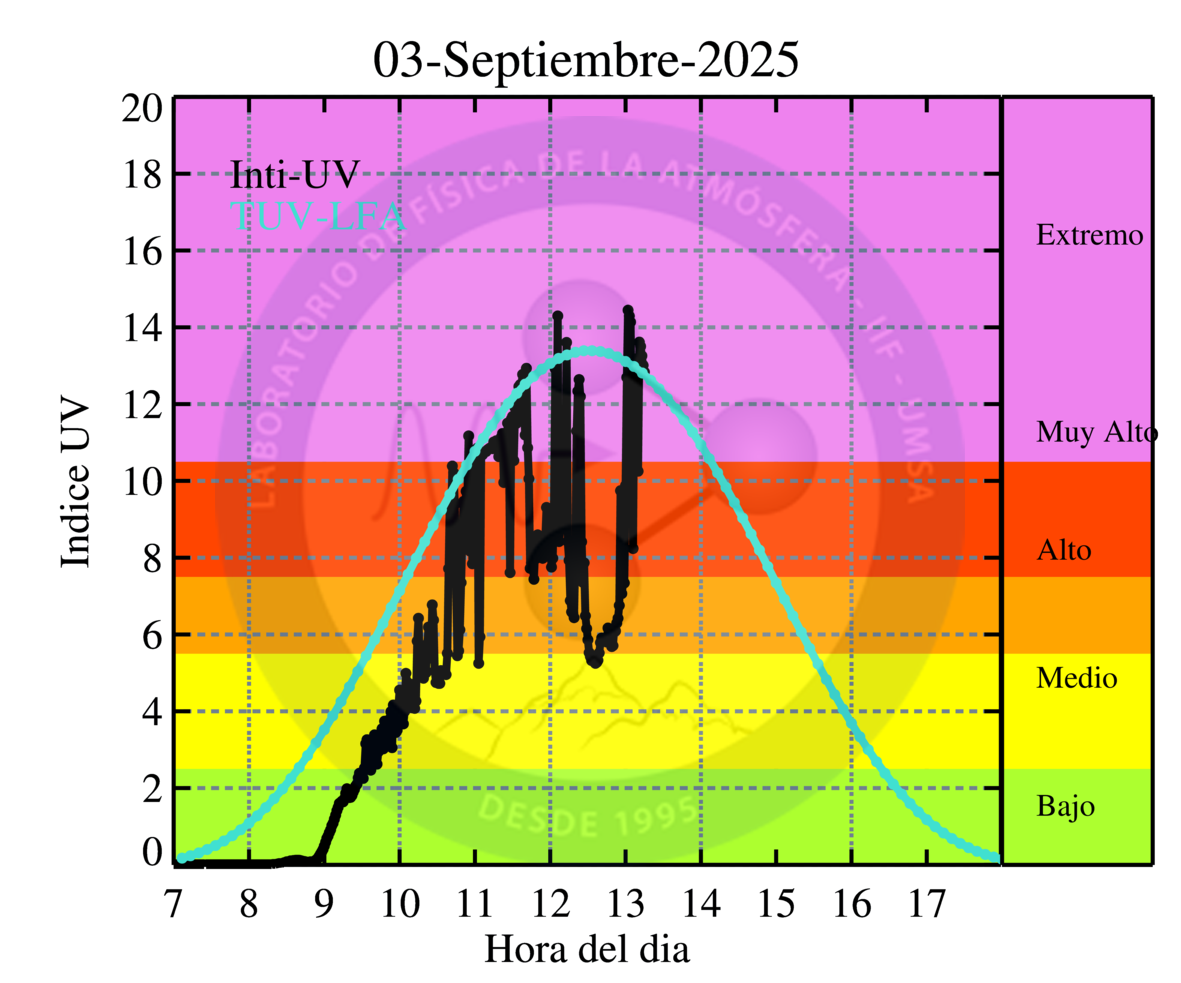 03-Septiembre-2025
20
18
16
14
12
10
8
6
4
2
0
Indice UV
Inti-UV
TUV-LFA
LABORATORIO DE FÍSICA DE LA ATMÓSFERA - IIF - UMSA
DESDE 1995
Extremo
Muy Alto
Alto
Medio
Bajo
7 8 9 10 11 12 13 14 15 16 17
Hora del dia